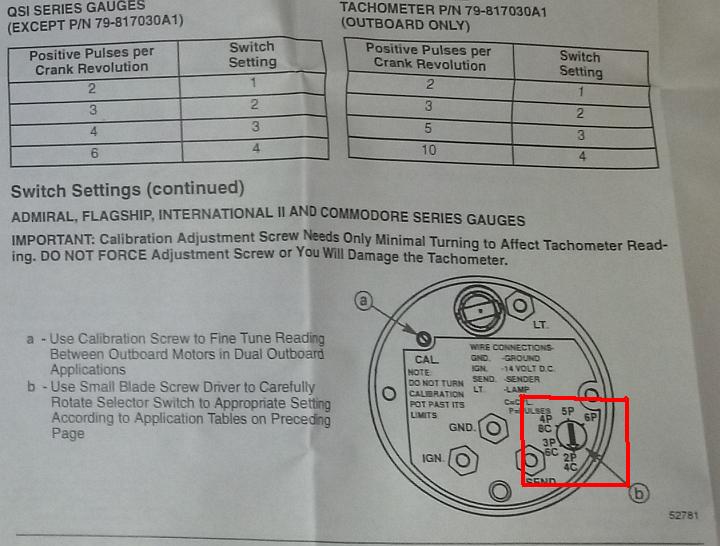 QSI SERIES GAUGES
(EXCEPT P/N 79-817030A1)
Positive Pulses per
Crank Revolution
Switch
Setting
2 1
3 2
4 3
6 4
TACHOMETER P/N 79-817030A1
(OUTBOARD ONLY)
Positive Pulses per
Crank Revolution
Switch
Setting
2 1
3 2
5 3
10 4
Switch Settings (continued)
ADMIRAL, FLAGSHIP, INTERNATIONAL II AND COMMODORE SERIES GAUGES
IMPORTANT: Calibration Adjustment Screw Needs Only Minimal Turning to Affect Tachometer Read-
ing. DO NOT FORCE Adjustment Screw or You Will Damage the Tachometer.
a - Use Calibration Screw to Fine Tune Reading
Between Outboard Motors in Dual Outboard
Applications
b - Use Small Blade Screw Driver to Carefully
Rotate Selector Switch to Appropriate Setting
According to Application Tables on Preceding
Page
a
LT.
CAL.
NOTE:
DO NOT TURN
CALIBRATION
POT PAST ITS
LIMITS
WIRE CONNECTIONS-
GND. -GROUND
IGN. -14 VOLT D.C.
SEND. -SENDER
LT. -LAMP
C=CYL.
P=PULSES
5P
4P
8C
6P
3P
6C
2P
4C
GND.
IGN.
SEND.
b
52781